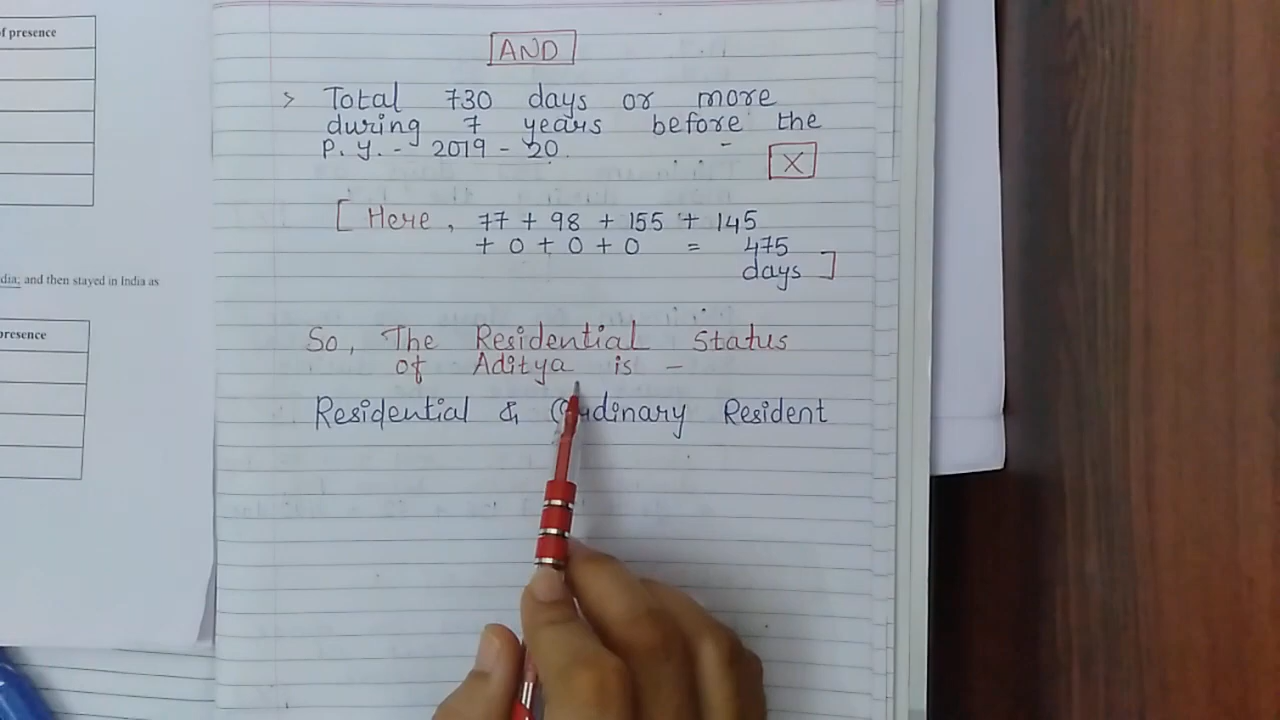 of presence
AND
> Total 730 days or more
during 7 years before the
P. Y. - 2019 - 20.
X
[ Here, 77 + 98 + 155 + 145
+ 0 + 0 + 0 = 475
days ]
dia; and then stayed in India as
presence
So, The Residential Status
of Aditya is -
Residential & Ordinary Resident